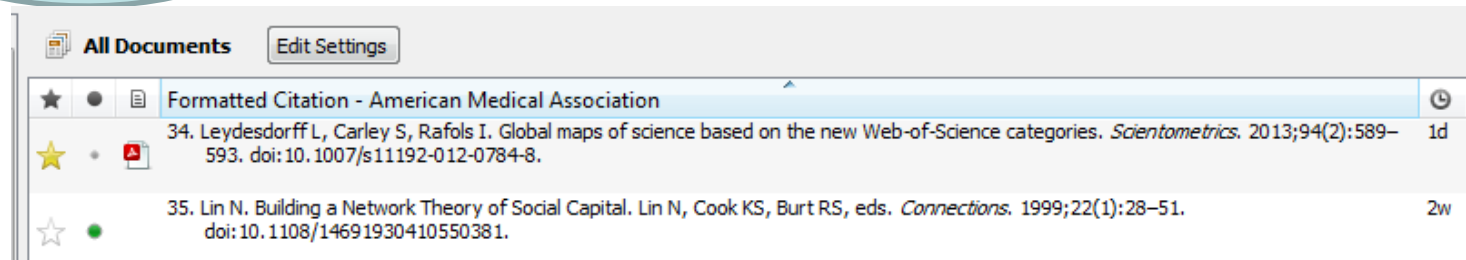 All Documents Edit Settings
Formatted Citation - American Medical Association
34. Leydesdorff L, Carley S, Rafols I. Global maps of science based on the new Web-of-Science categories. Scientometrics. 2013;94(2):589– 1d
593. doi:10.1007/s11192-012-0784-8.
35. Lin N. Building a Network Theory of Social Capital. Lin N, Cook KS, Burt RS, eds. Connections. 1999;22(1):28–51. 2w
doi:10.1108/14691930410550381.